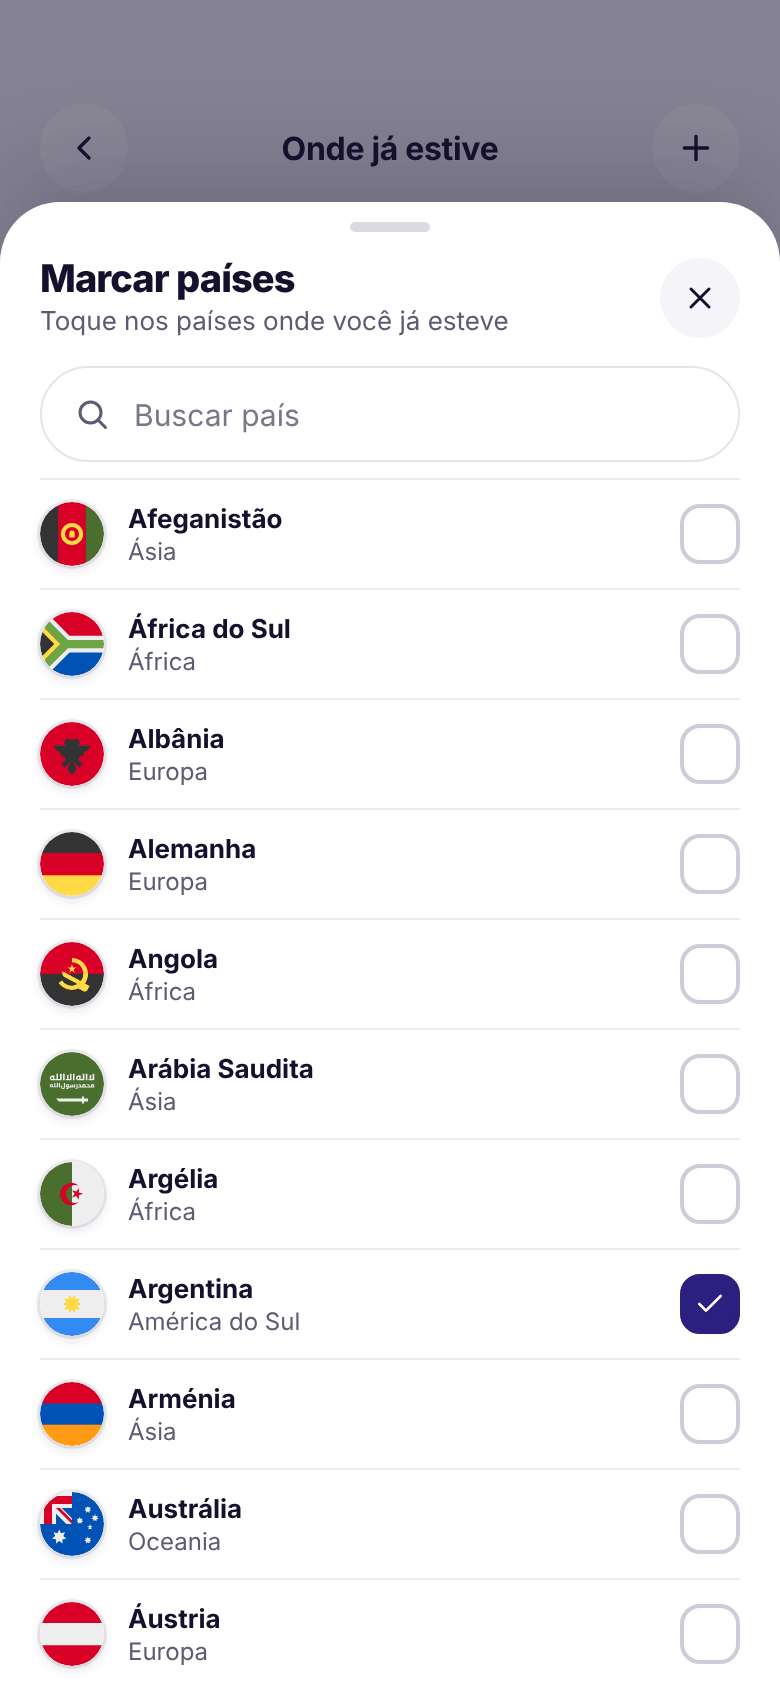 Onde já estive
Marcar países
Toque nos países onde você já esteve
Buscar país
Afeganistão
Ásia
África do Sul
África
Albânia
Europa
Alemanha
Europa
Angola
África
Arábia Saudita
Ásia
Argélia
África
Argentina
América do Sul
Arménia
Ásia
Austrália
Oceania
Áustria
Europa